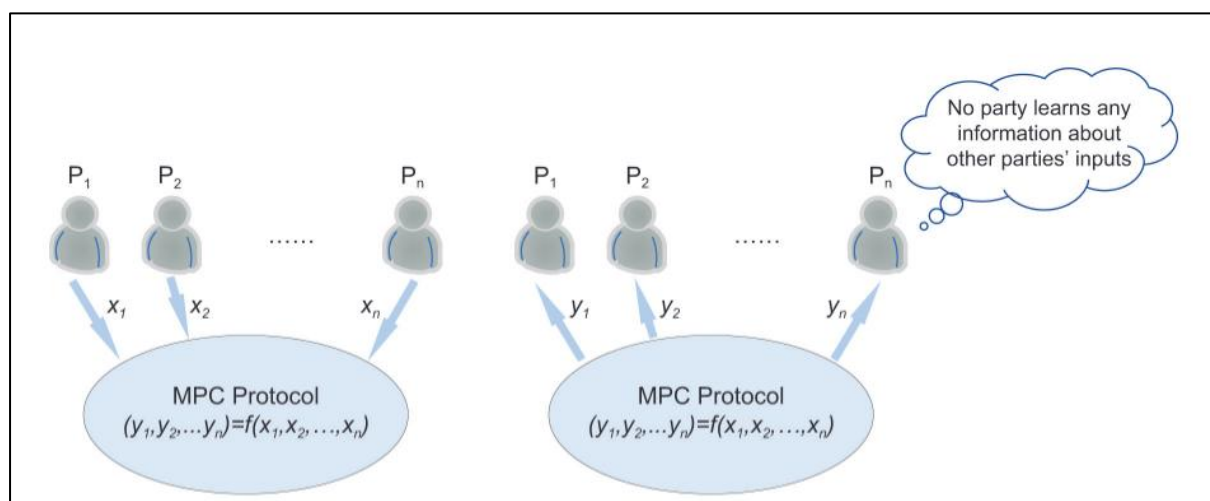 No party learns any
information about
other parties’ inputs
P₁ P₂ Pₙ P₁ P₂ Pₙ
...... ......
x₁ x₂ xₙ y₁ y₂ yₙ
MPC Protocol
(y₁,y₂,...yₙ)=f(x₁,x₂,...,xₙ)
MPC Protocol
(y₁,y₂,...yₙ)=f(x₁,x₂,...,xₙ)